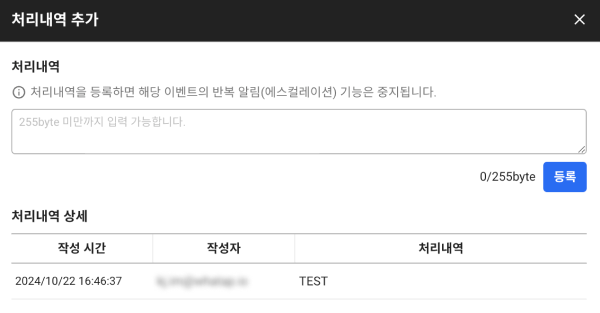 처리내역 추가
처리내역
처리내역을 등록하면 해당 이벤트의 반복 알림(에스컬레이션) 기능은 중지됩니다.
255byte 미만까지 입력 가능합니다.
0/255byte 등록
처리내역 상세
작성 시간 작성자 처리내역
2024/10/22 16:46:37 TEST